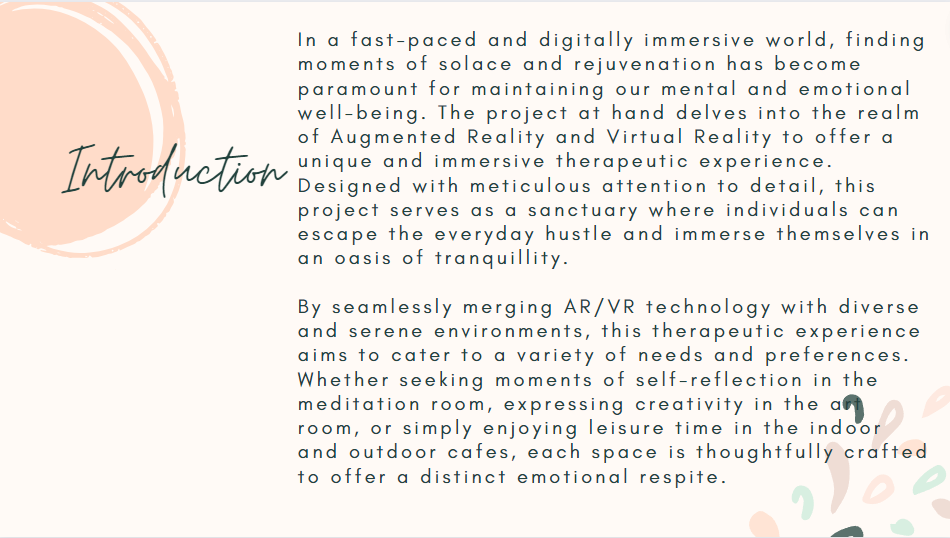 Introduction
In a fast-paced and digitally immersive world, finding
moments of solace and rejuvenation has become
paramount for maintaining our mental and emotional
well-being. The project at hand delves into the realm
of Augmented Reality and Virtual Reality to offer a
unique and immersive therapeutic experience.
Designed with meticulous attention to detail, this
project serves as a sanctuary where individuals can
escape the everyday hustle and immerse themselves in
an oasis of tranquillity.
By seamlessly merging AR/VR technology with diverse
and serene environments, this therapeutic experience
aims to cater to a variety of needs and preferences.
Whether seeking moments of self-reflection in the
meditation room, expressing creativity in the art
room, or simply enjoying leisure time in the indoor
and outdoor cafes, each space is thoughtfully crafted
to offer a distinct emotional respite.